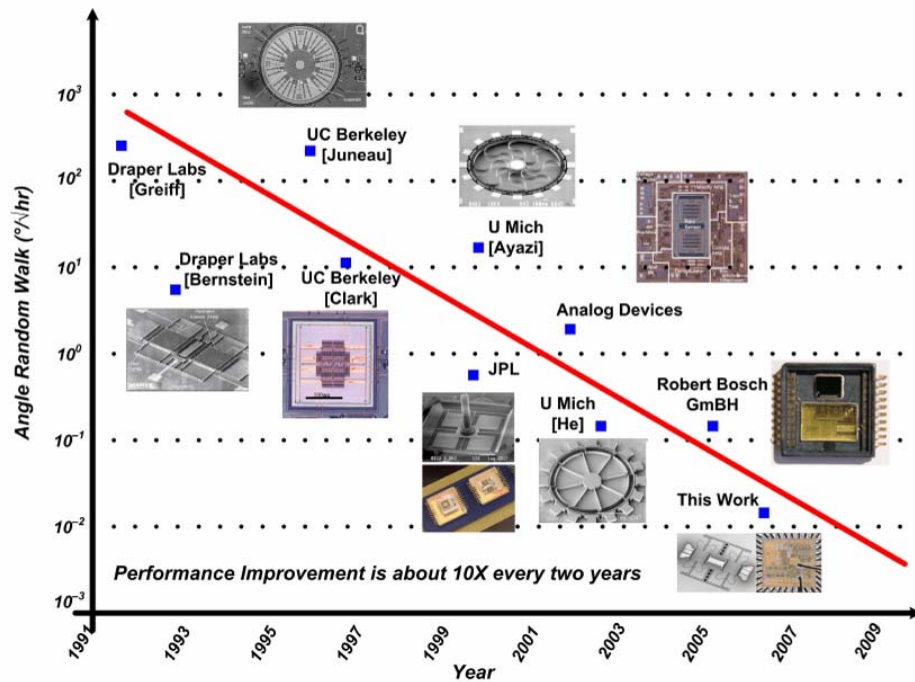 10³
10²
10¹
10⁰
10⁻¹
10⁻²
10⁻³
Angle Random Walk (°/√hr)
UC Berkeley
[Juneau]
Draper Labs
[Greiff]
U Mich
[Ayazi]
Draper Labs
[Bernstein]
UC Berkeley
[Clark]
Analog Devices
JPL
Robert Bosch
GmBH
U Mich
[He]
This Work
Performance Improvement is about 10X every two years
1991
1993
1995
1997
1999
2001
2003
2005
2007
2009
Year